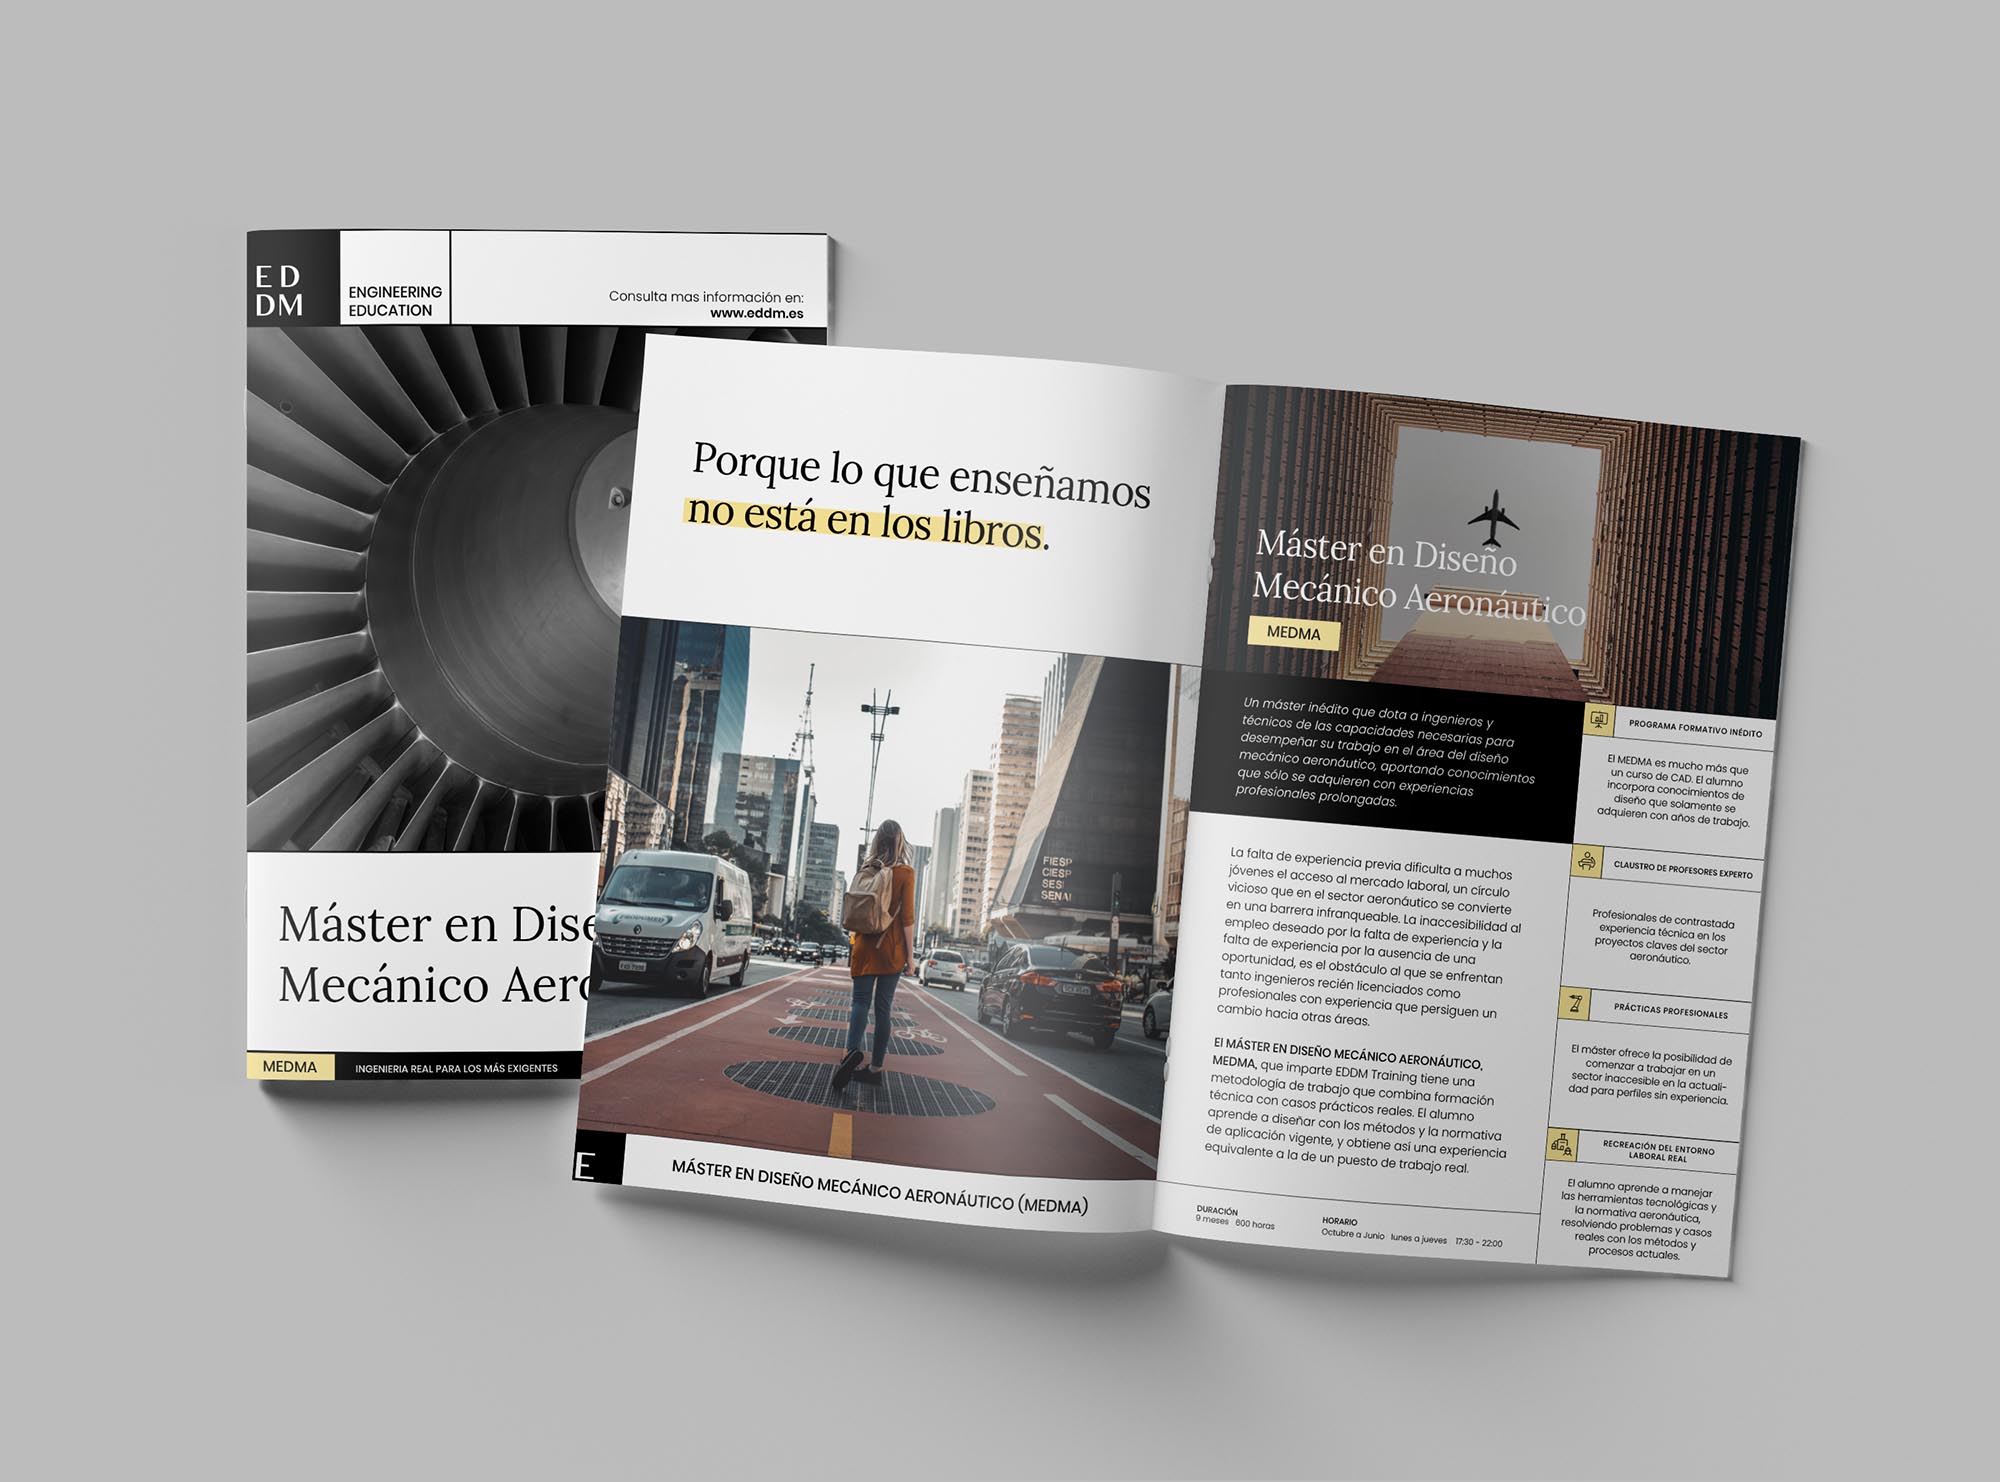 E D
DM
ENGINEERING
EDUCATION
Consulta mas información en:
www.eddm.es
Máster en Dise
Mecánico Aero
MEDMA
INGENIERIA REAL PARA LOS MÁS EXIGENTES
Porque lo que enseñamos
no está en los libros.
FIESP
CIESP
SESI
SENAI
E
MÁSTER EN DISEÑO MECÁNICO AERONÁUTICO (MEDMA)
Máster en Diseño
Mecánico Aeronáutico
MEDMA
Un máster inédito que dota a ingenieros y
técnicos de las capacidades necesarias para
desempeñar su trabajo en el área del diseño
mecánico aeronáutico, aportando conocimientos
que sólo se adquieren con experiencias
profesionales prolongadas.
La falta de experiencia previa dificulta a muchos
jóvenes el acceso al mercado laboral, un círculo
vicioso que en el sector aeronáutico se convierte
en una barrera infranqueable. La inaccesibilidad al
empleo deseado por la falta de experiencia y la
falta de experiencia por la ausencia de una
oportunidad, es el obstáculo al que se enfrentan
tanto ingenieros recién licenciados como
profesionales con experiencia que persiguen un
cambio hacia otras áreas.
El MÁSTER EN DISEÑO MECÁNICO AERONÁUTICO,
MEDMA, que imparte EDDM Training tiene una
metodología de trabajo que combina formación
técnica con casos prácticos reales. El alumno
aprende a diseñar con los métodos y la normativa
de aplicación vigente, y obtiene así una experiencia
equivalente a la de un puesto de trabajo real.
DURACIÓN
9 meses 600 horas
HORARIO
Octubre a Junio lunes a jueves 17:30 - 22:00
PROGRAMA FORMATIVO INÉDITO
El MEDMA es mucho más que
un curso de CAD. El alumno
incorpora conocimientos de
diseño que solamente se
adquieren con años de trabajo.
CLAUSTRO DE PROFESORES EXPERTO
Profesionales de contrastada
experiencia técnica en los
proyectos claves del sector
aeronáutico.
PRÁCTICAS PROFESIONALES
El máster ofrece la posibilidad de
comenzar a trabajar en un
sector inaccesible en la actuali-
dad para perfiles sin experiencia.
RECREACIÓN DEL ENTORNO
LABORAL REAL
El alumno aprende a manejar
las herramientas tecnológicas y
la normativa aeronáutica,
resolviendo problemas y casos
reales con los métodos y
procesos actuales.